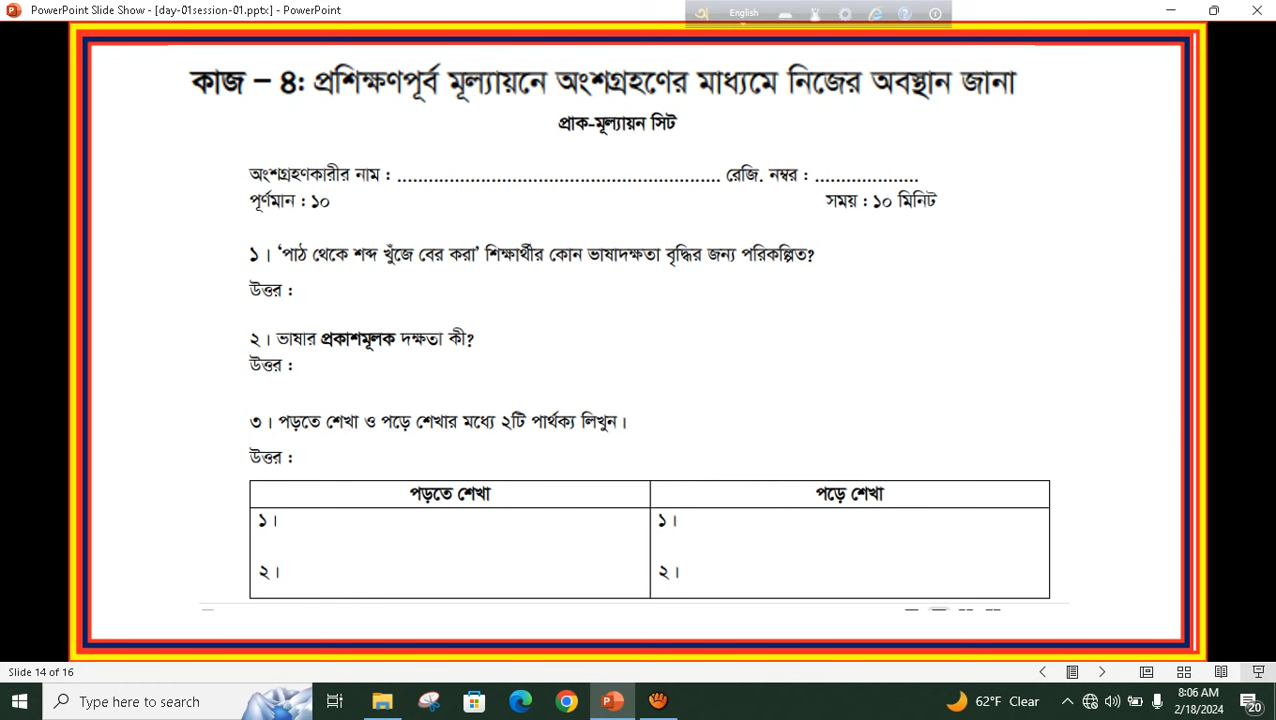 PowerPoint Slide Show - [day-01session-01.pptx] - PowerPoint
অ English
কাজ – ৪: প্রশিক্ষণপূর্ব মূল্যায়নে অংশগ্রহণের মাধ্যমে নিজের অবস্থান জানা
প্রাক-মূল্যায়ন সিট
অংশগ্রহণকারীর নাম : ............................................................. রেজি. নম্বর : ....................
পূর্ণমান : ১০ সময় : ১০ মিনিট
১। ‘পাঠ থেকে শব্দ খুঁজে বের করা’ শিক্ষার্থীর কোন ভাষাদক্ষতা বৃদ্ধির জন্য পরিকল্পিত?
উত্তর :
২। ভাষার প্রকাশমূলক দক্ষতা কী?
উত্তর :
৩। পড়তে শেখা ও পড়ে শেখার মধ্যে ২টি পার্থক্য লিখুন।
উত্তর :
পড়তে শেখা পড়ে শেখা
১। ১।
২। ২।
Slide 14 of 16
Type here to search
62°F Clear
8:06 AM
2/18/2024
20